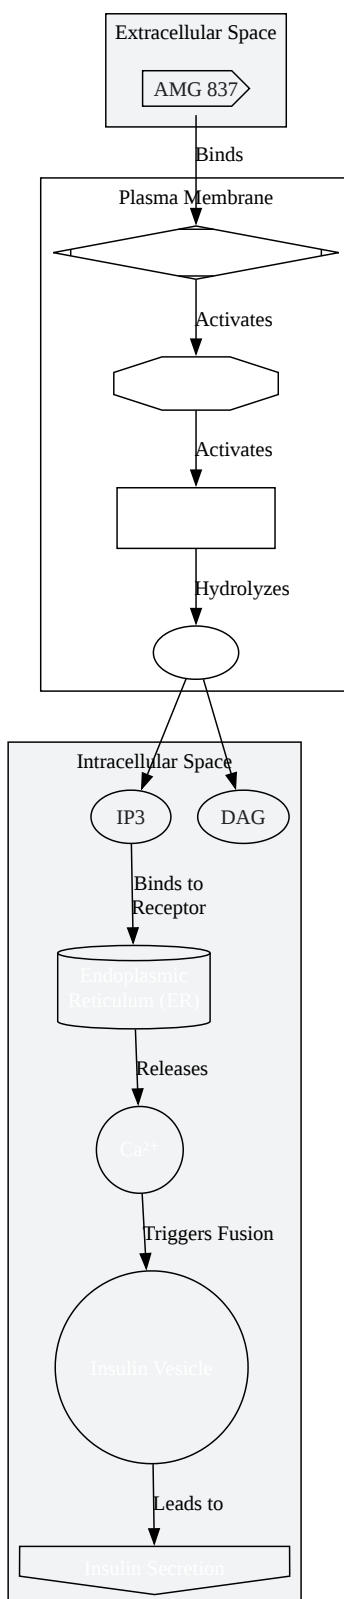 Extracellular Space
AMG 837
Binds
Plasma Membrane
Activates
Activates
Hydrolyzes
Intracellular Space
IP3
DAG
Binds to
Receptor
Endoplasmic
Reticulum (ER)
Releases
Ca²⁺
Triggers Fusion
Insulin Vesicle
Leads to
Insulin Secretion